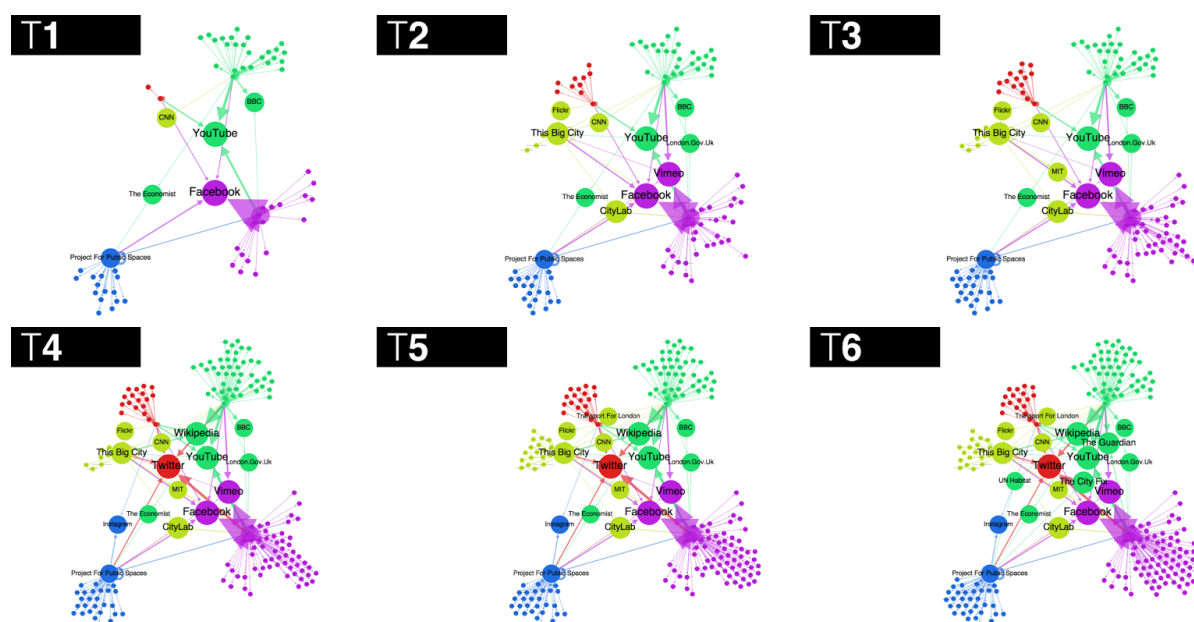 T1
BBC
CNN
YouTube
The Economist
Facebook
Project For Public Spaces
T2
Flickr
BBC
CNN
This Big City
YouTube
London.Gov.Uk
Vimeo
The Economist
Facebook
CityLab
Project For Public Spaces
T3
Flickr
BBC
CNN
This Big City
YouTube
London.Gov.Uk
MIT
Vimeo
The Economist
Facebook
CityLab
Project For Public Spaces
T4
Flickr
BBC
Wikipedia
CNN
This Big City
YouTube
London.Gov.Uk
Twitter
MIT
Vimeo
The Economist
Facebook
Instagram
CityLab
Project For Public Spaces
T5
Transport For London
Flickr
BBC
Wikipedia
CNN
This Big City
YouTube
London.Gov.Uk
Twitter
MIT
Vimeo
The Economist
Facebook
Instagram
CityLab
Project For Public Spaces
T6
Transport For London
Flickr
BBC
Wikipedia
CNN
The Guardian
This Big City
YouTube
London.Gov.Uk
Twitter
UN Habitat
The City Fix
MIT
Vimeo
The Economist
Facebook
Instagram
CityLab
Project For Public Spaces